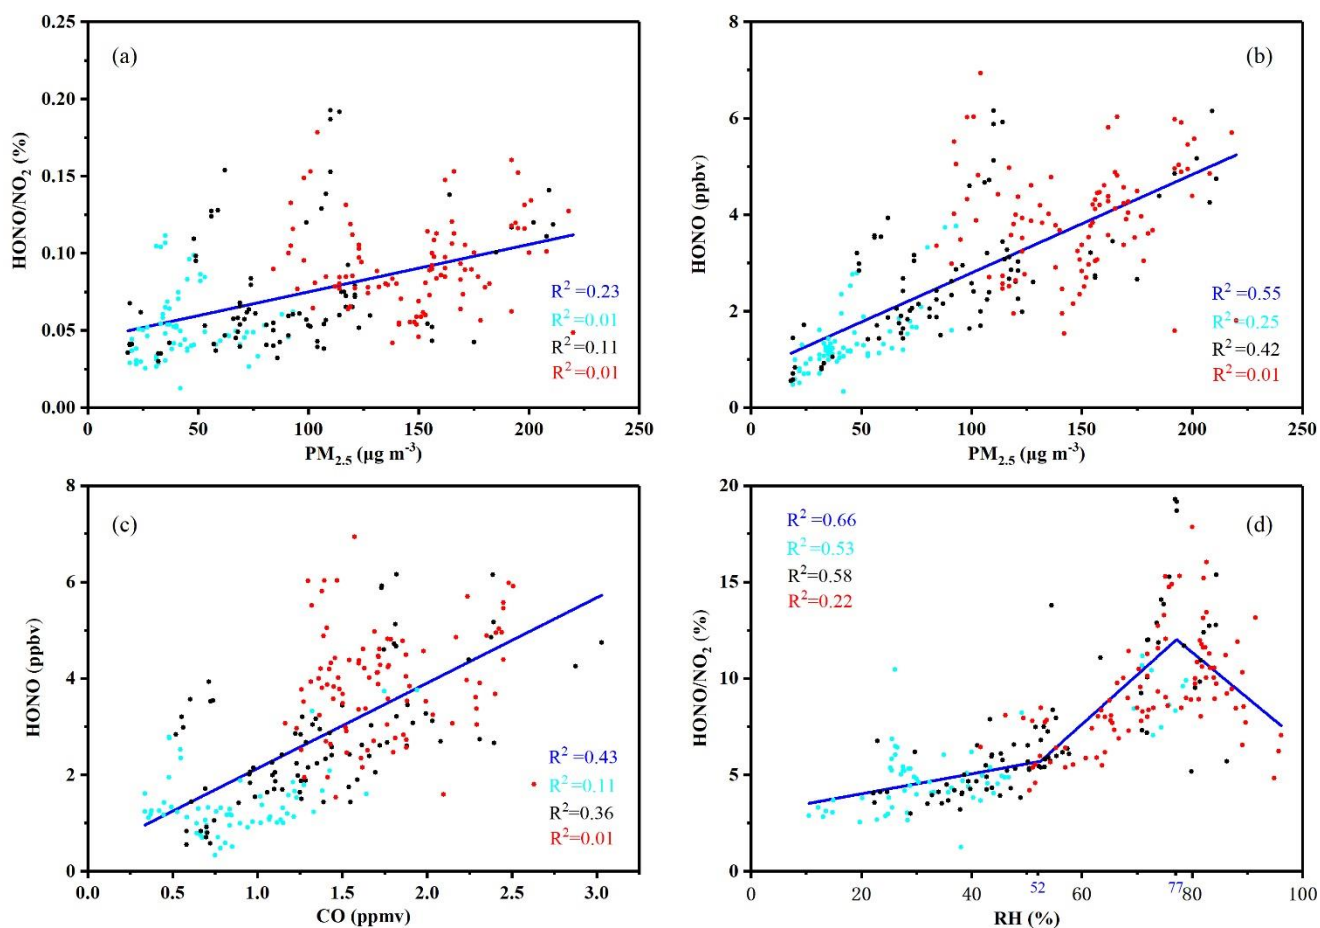 (a)
0.25
0.20
0.15
0.10
0.05
0.00
HONO/NO2 (%)
R2 =0.23
R2 =0.01
R2 =0.11
R2=0.01
0 50 100 150 200 250
PM2.5 (μg m-3)
(b)
8
6
4
2
0
HONO (ppbv)
R2 =0.55
R2 =0.25
R2 =0.42
R2=0.01
0 50 100 150 200 250
PM2.5 (μg m-3)
(c)
8
6
4
2
0
HONO (ppbv)
R2 =0.43
R2 =0.11
R2=0.36
R2=0.01
0.0 0.5 1.0 1.5 2.0 2.5 3.0
CO (ppmv)
(d)
20
15
10
5
0
HONO/NO2 (%)
R2 =0.66
R2 =0.53
R2=0.58
R2=0.22
0 20 40 52 60 77 80 100
RH (%)